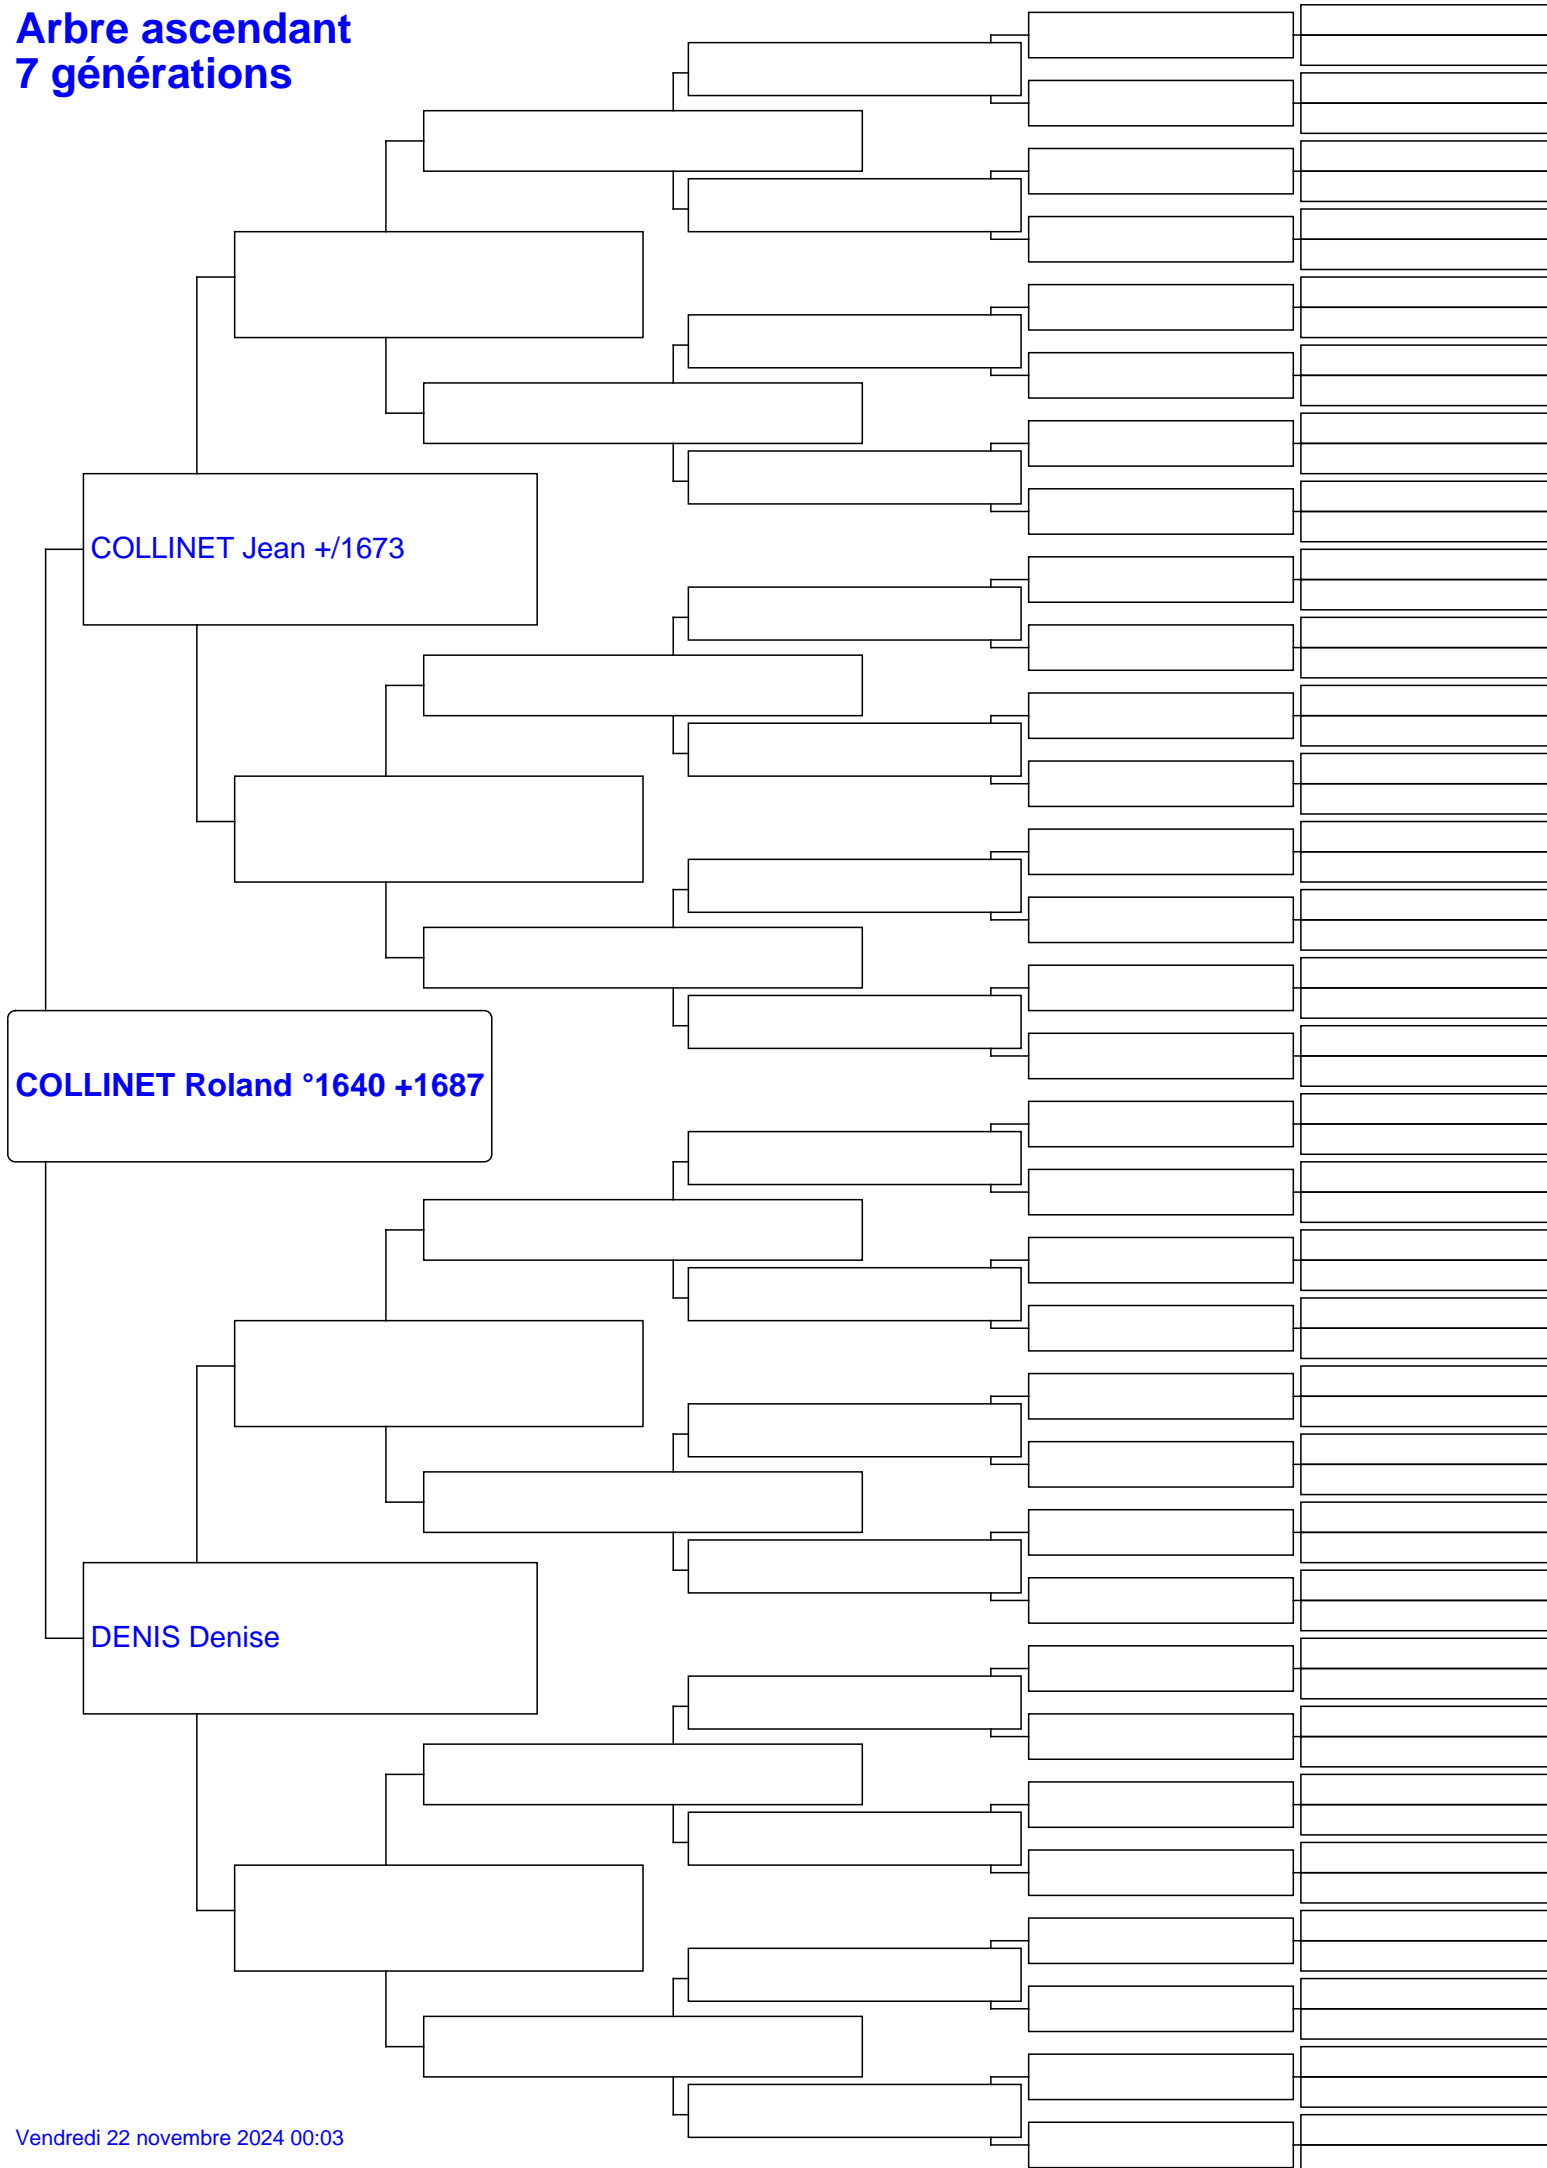 Arbre ascendant
7 générations
COLLINET Jean +/1673
COLLINET Roland °1640 +1687
DENIS Denise
Vendredi 22 novembre 2024 00:03